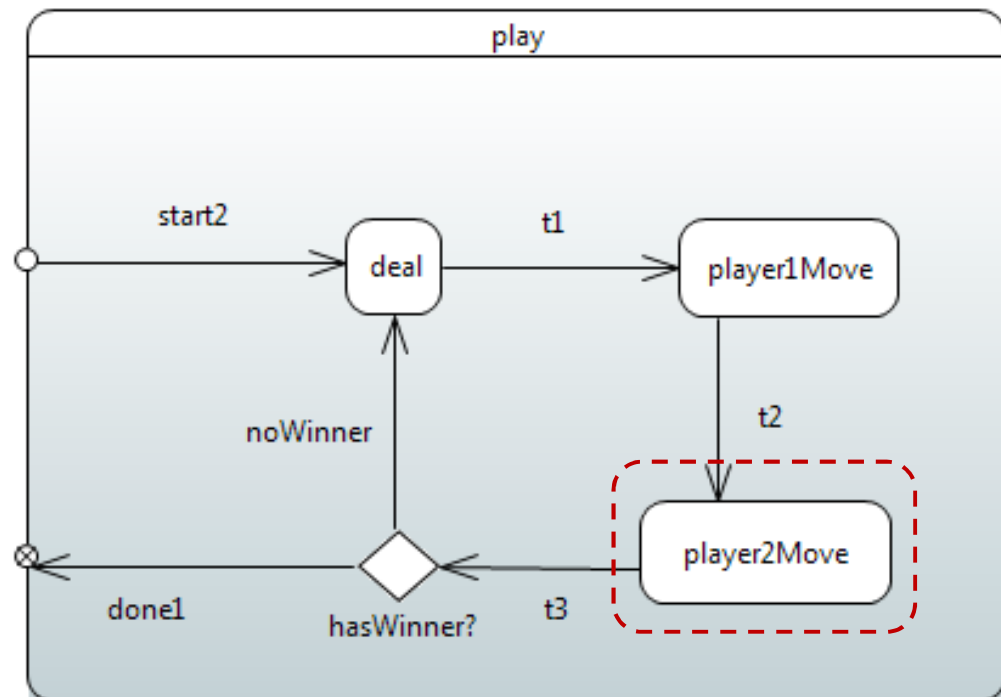 play
start2
t1
deal
player1Move
noWinner
t2
player2Move
done1
hasWinner?
t3